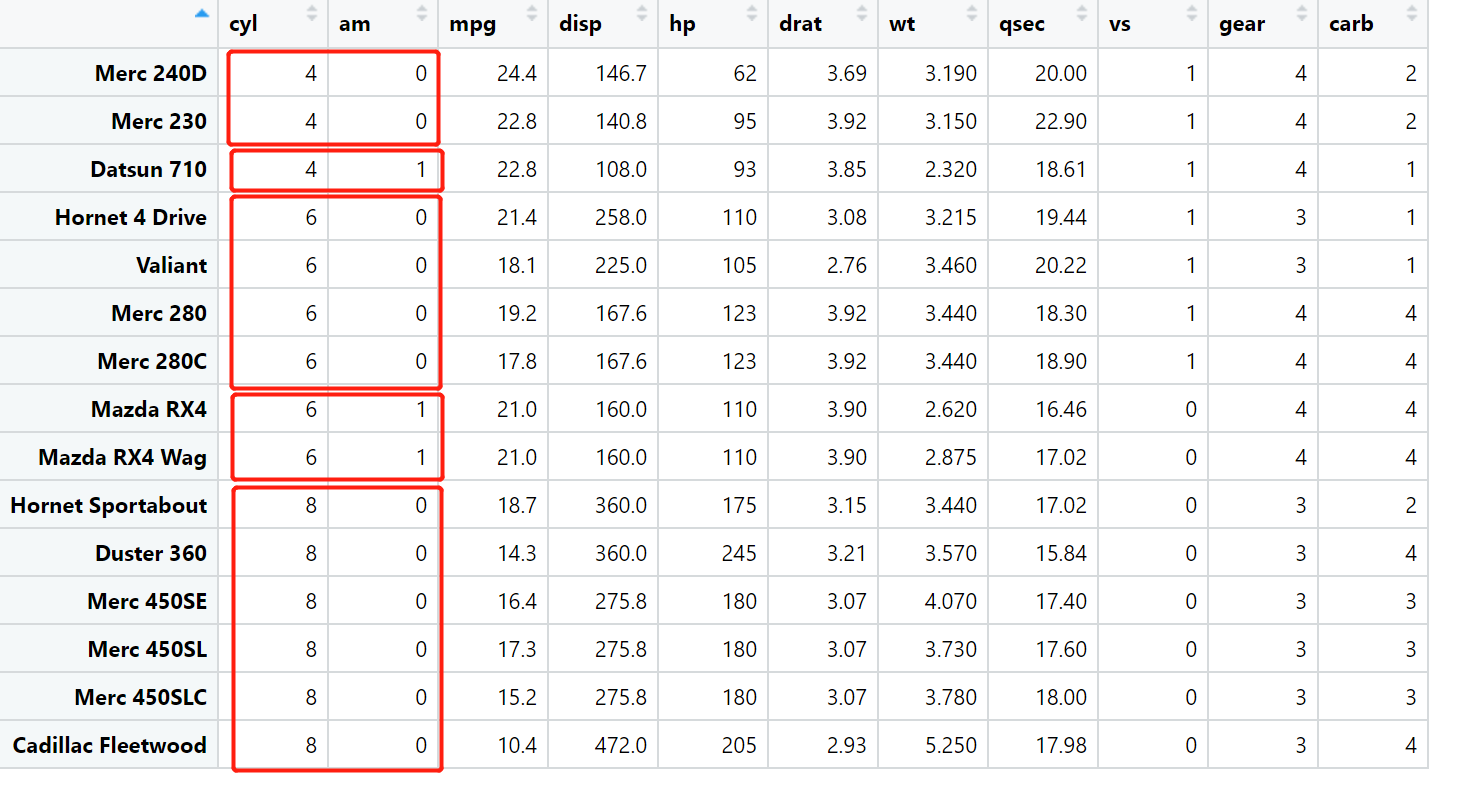 cyl am mpg disp hp drat wt qsec vs gear carb
Merc 240D 4 0 24.4 146.7 62 3.69 3.190 20.00 1 4 2
Merc 230 4 0 22.8 140.8 95 3.92 3.150 22.90 1 4 2
Datsun 710 4 1 22.8 108.0 93 3.85 2.320 18.61 1 4 1
Hornet 4 Drive 6 0 21.4 258.0 110 3.08 3.215 19.44 1 3 1
Valiant 6 0 18.1 225.0 105 2.76 3.460 20.22 1 3 1
Merc 280 6 0 19.2 167.6 123 3.92 3.440 18.30 1 4 4
Merc 280C 6 0 17.8 167.6 123 3.92 3.440 18.90 1 4 4
Mazda RX4 6 1 21.0 160.0 110 3.90 2.620 16.46 0 4 4
Mazda RX4 Wag 6 1 21.0 160.0 110 3.90 2.875 17.02 0 4 4
Hornet Sportabout 8 0 18.7 360.0 175 3.15 3.440 17.02 0 3 2
Duster 360 8 0 14.3 360.0 245 3.21 3.570 15.84 0 3 4
Merc 450SE 8 0 16.4 275.8 180 3.07 4.070 17.40 0 3 3
Merc 450SL 8 0 17.3 275.8 180 3.07 3.730 17.60 0 3 3
Merc 450SLC 8 0 15.2 275.8 180 3.07 3.780 18.00 0 3 3
Cadillac Fleetwood 8 0 10.4 472.0 205 2.93 5.250 17.98 0 3 4